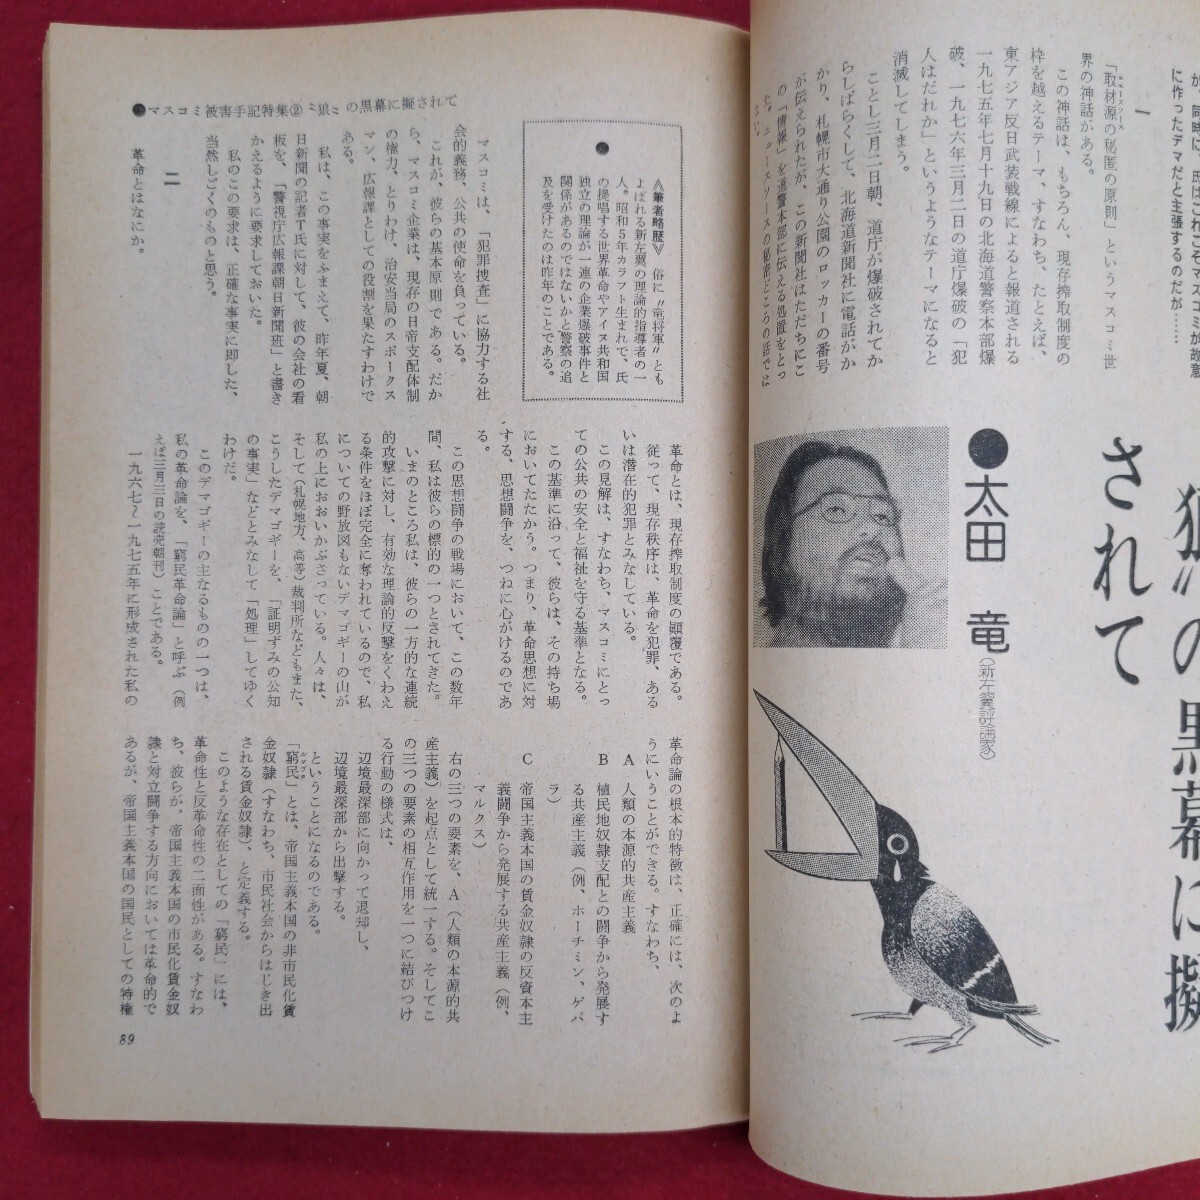 が、同時に、氏はこれこそマスコミが故意
に作ったデマだと主張するのだが……
狼〟の黒幕に擬
されて
●太田　竜
(新左翼評論家)
一
「取材源の秘匿の原則」というマスコミ世
ニュースソース
界の神話がある。
この神話は、もちろん、現存搾取制度の
枠を越えるテーマ、すなわち、たとえば、
東アジア反日武装戦線によると報道される
一九七五年七月十九日の北海道警察本部爆
破、一九七六年三月二日の道庁爆破の「犯
人はだれか」というようなテーマになると
消滅してしまう。
ことし三月二日朝、道庁が爆破されてか
らしばらくして、北海道新聞社に電話がか
かり、札幌市大通り公園のロッカーの番号
が伝えられたが、この新聞社はただちにこ
の「情報」を道警本部に伝える処置をとっ
た。ニュースソースの秘密どころの話では
ない。
●マスコミ被害手記特集②〝狼〟の黒幕に擬されて
●
《筆者略歴》　俗に〝竜将軍〟とも
よばれる新左翼の理論的指導者の一
人。昭和５年カラフト生まれで、氏
の提唱する世界革命やアイヌ共和国
独立の理論が一連の企業爆破事件と
関係があるのではないかと警察の追
及を受けたのは昨年のことである。
マスコミは、「犯罪捜査」に協力する社
会的義務、公共の使命を負っている。
これが、彼らの基本原則である。だか
ら、マスコミ企業は、現存の日帝支配体制
の権力、とりわけ、治安当局のスポークス
マン、広報課としての役割を果たすわけで
ある。
私は、この事実をふまえて、昨年夏、朝
日新聞の記者Ｔ氏に対して、彼の会社の看
板を、「警視庁広報課朝日新聞班」と書き
かえるように要求しておいた。
私のこの要求は、正確な事実に即した、
当然しごくのものと思う。
二
革命とはなにか。
革命とは、現存搾取制度の顚覆である。
従って、現存秩序は、革命を犯罪、ある
いは潜在的犯罪とみなしている。
この見解は、すなわち、マスコミにとっ
ての公共の安全と福祉を守る基準となる。
この基準に沿って、彼らは、その持ち場
においてたたかう。つまり、革命思想に対
する、思想闘争を、つねに心がけるのであ
る。
この思想闘争の戦場において、この数年
間、私は彼らの標的の一つとされてきた。
いまのところ私は、彼らの一方的な連続
的攻撃に対し、有効な理論的反撃をくわえ
る条件をほぼ完全に奪われているので、私
についての野放図もないデマゴギーの山が
私の上におおいかぶさっている。人々は、
そして（札幌地方、高等）裁判所などもまた、
こうしたデマゴギーを、「証明ずみの公知
の事実」などとみなして「処理」してゆく
わけだ。
このデマゴギーの主なるものの一つは、
私の革命論を、「窮民革命論」と呼ぶ（例
えば三月三日の読売朝刊）ことである。
一九六七～一九七五年に形成された私の
革命論の根本的特徴は、正確には、次のよ
うにいうことができる。すなわち、
Ａ　人類の本源的共産主義
Ｂ　植民地奴隷支配との闘争から発展す
る共産主義（例、ホーチミン、ゲバ
ラ）
Ｃ　帝国主義本国の賃金奴隷の反資本主
義闘争から発展する共産主義（例、
マルクス）
右の三つの要素を、Ａ（人類の本源的共
産主義）を起点として統一する。そしてこ
の三つの要素の相互作用を一つに結びつけ
る行動の様式は、
辺境最深部に向かって退却し、
辺境最深部から出撃する。
ということになるのである。
「窮民」とは、帝国主義本国の非市民化賃
ルンプロ
金奴隷（すなわち、市民社会からはじき出
される賃金奴隷）、と定義する。
このような存在としての「窮民」には、
革命性と反革命性の二面性がある。すなわ
ち、彼らが、帝国主義本国の市民化賃金奴
隷と対立闘争する方向においては革命的で
あるが、帝国主義本国の国民としての特権
89